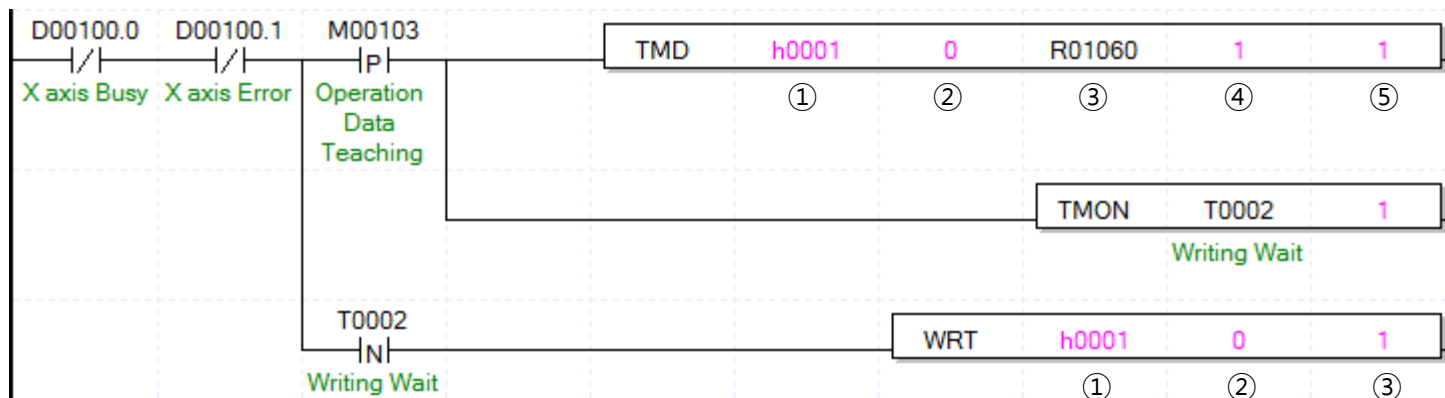 D00100.0 D00100.1 M00103
P
TMD h0001 0 R01060 1 1
X axis Busy X axis Error Operation
Data
Teaching
① ② ③ ④ ⑤
TMON T0002 1
Writing Wait
T0002
N
WRT h0001 0 1
Writing Wait
① ② ③